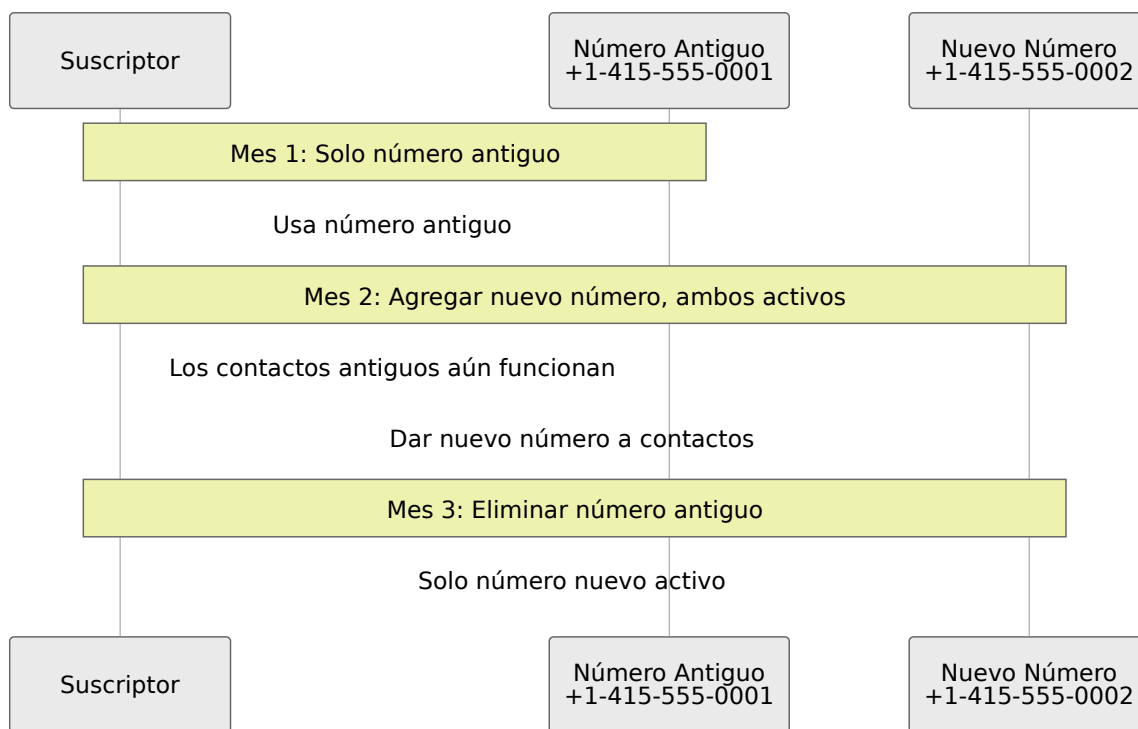 Suscriptor
Número Antiguo
+1-415-555-0001
Nuevo Número
+1-415-555-0002
Mes 1: Solo número antiguo
Usa número antiguo
Mes 2: Agregar nuevo número, ambos activos
Los contactos antiguos aún funcionan
Dar nuevo número a contactos
Mes 3: Eliminar número antiguo
Solo número nuevo activo
Suscriptor
Número Antiguo
+1-415-555-0001
Nuevo Número
+1-415-555-0002